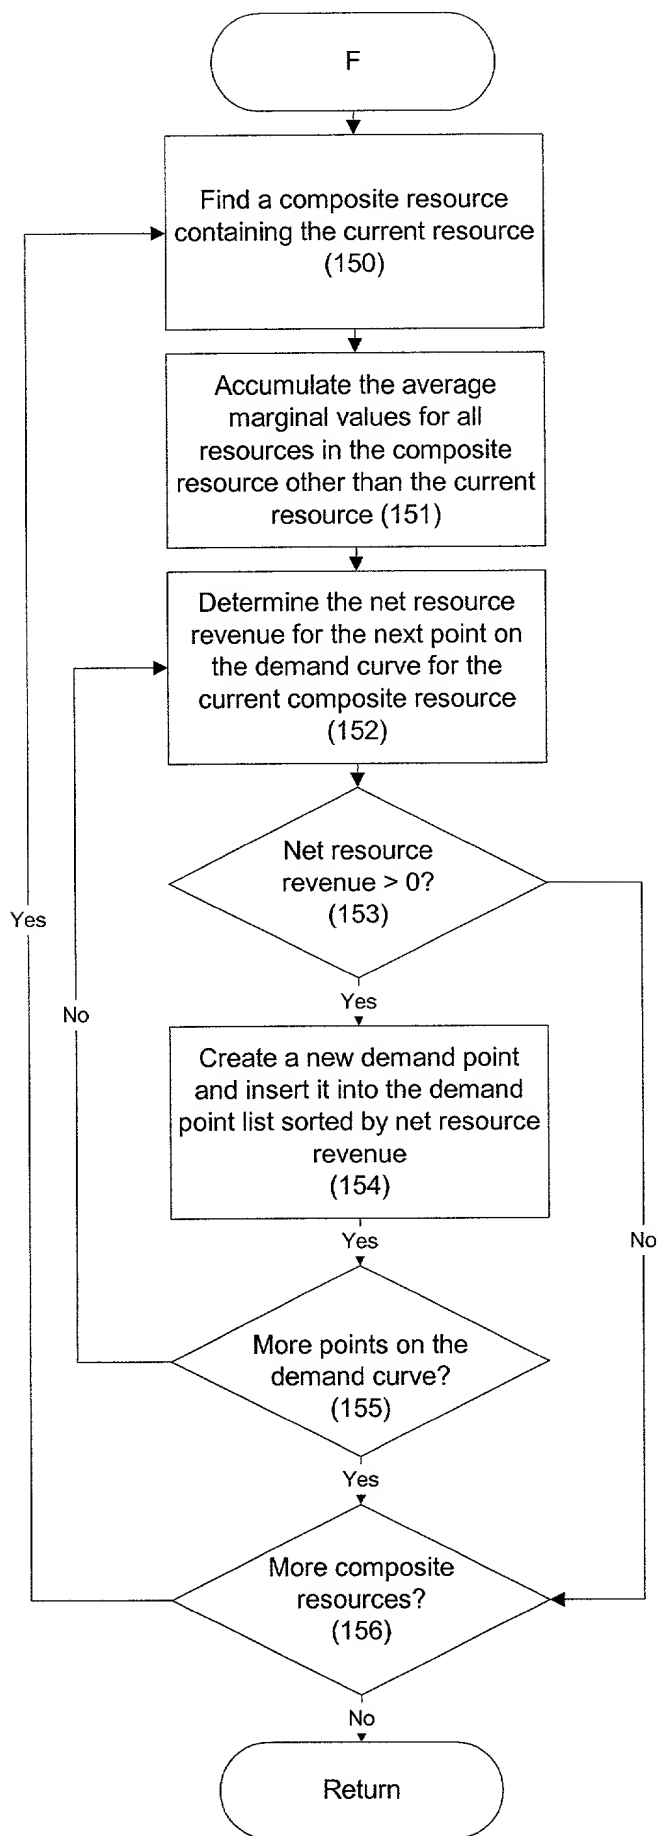 F
Find a composite resource
containing the current resource
(150)
Accumulate the average
marginal values for all
resources in the composite
resource other than the current
resource (151)
Determine the net resource
revenue for the next point on
the demand curve for the
current composite resource
(152)
Net resource
revenue > 0?
(153)
Yes
No
Yes
Create a new demand point
and insert it into the demand
point list sorted by net resource
revenue
(154)
Yes
No
More points on the
demand curve?
(155)
Yes
More composite
resources?
(156)
No
Return